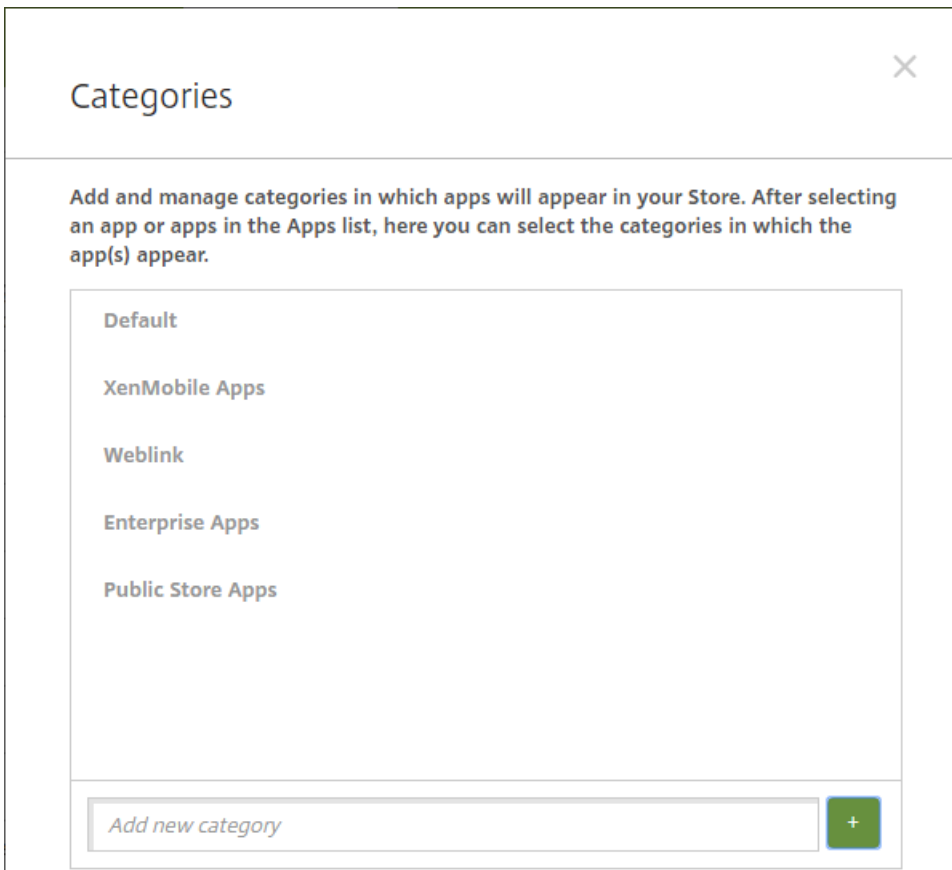 Categories
Add and manage categories in which apps will appear in your Store. After selecting
an app or apps in the Apps list, here you can select the categories in which the
app(s) appear.
Default
XenMobile Apps
Weblink
Enterprise Apps
Public Store Apps
Add new category
+